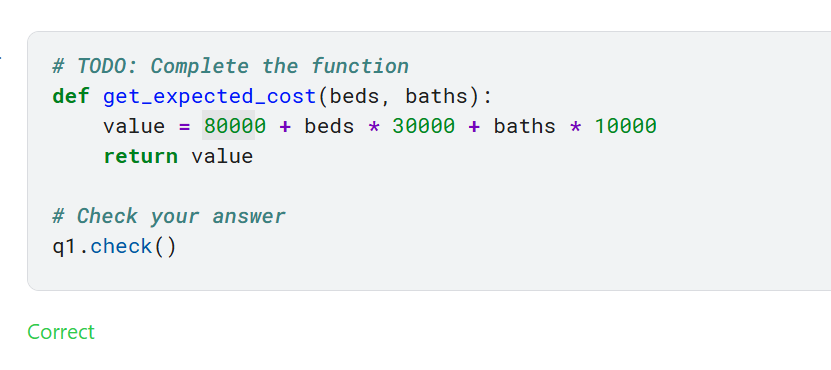 # TODO: Complete the function
def get_expected_cost(beds, baths):
    value = 80000 + beds * 30000 + baths * 10000
    return value
# Check your answer
q1.check()
Correct